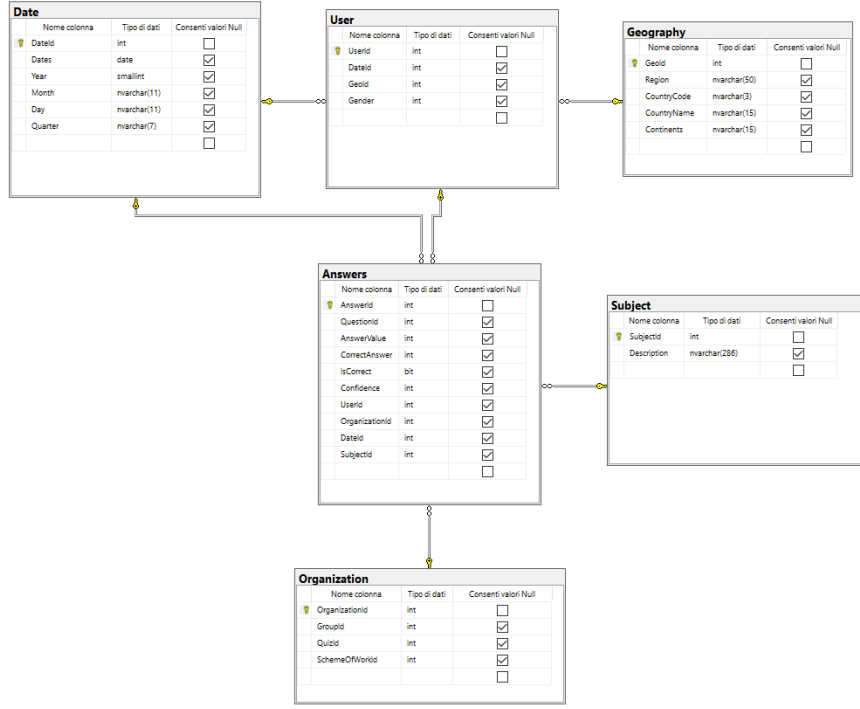 Date
Nome colonna Tipo di dati Consenti valori Null
DateId int
Dates date
Year smallint
Month nvarchar(11)
Day nvarchar(11)
Quarter nvarchar(7)
User
Nome colonna Tipo di dati Consenti valori Null
UserId int
DateId int
GeoId int
Gender int
Geography
Nome colonna Tipo di dati Consenti valori Null
GeoId int
Region nvarchar(50)
CountryCode nvarchar(3)
CountryName nvarchar(15)
Continents nvarchar(15)
Answers
Nome colonna Tipo di dati Consenti valori Null
AnswerId int
QuestionId int
AnswerValue int
CorrectAnswer int
IsCorrect bit
Confidence int
UserId int
OrganizationId int
DateId int
SubjectId int
Subject
Nome colonna Tipo di dati Consenti valori Null
SubjectId int
Description nvarchar(286)
Organization
Nome colonna Tipo di dati Consenti valori Null
OrganizationId int
GroupId int
QuizId int
SchemeOfWorkId int